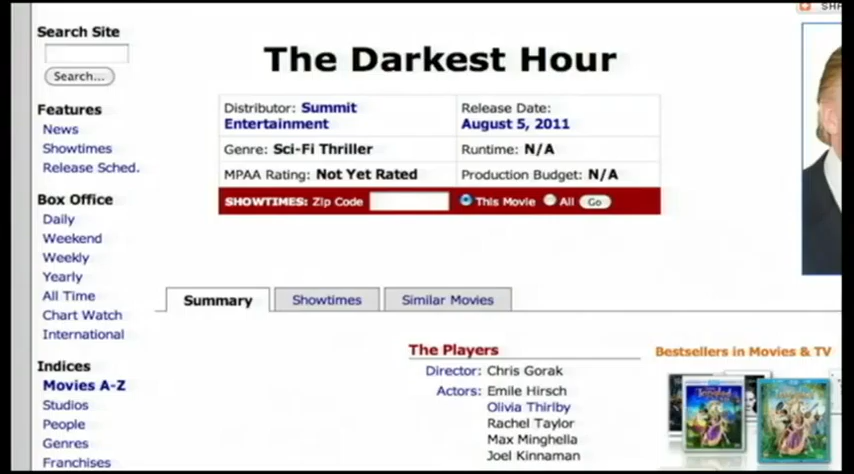 SHA
Search Site
Search...
Features
News
Showtimes
Release Sched.
Box Office
Daily
Weekend
Weekly
Yearly
All Time
Chart Watch
International
Indices
Movies A-Z
Studios
People
Genres
Franchises
The Darkest Hour
Distributor: Summit
Entertainment
Release Date:
August 5, 2011
Genre: Sci-Fi Thriller
Runtime: N/A
MPAA Rating: Not Yet Rated
Production Budget: N/A
SHOWTIMES: Zip Code This Movie All Go
Summary Showtimes Similar Movies
The Players
Director: Chris Gorak
Actors: Emile Hirsch
Olivia Thirlby
Rachel Taylor
Max Minghella
Joel Kinnaman
Bestsellers in Movies & TV